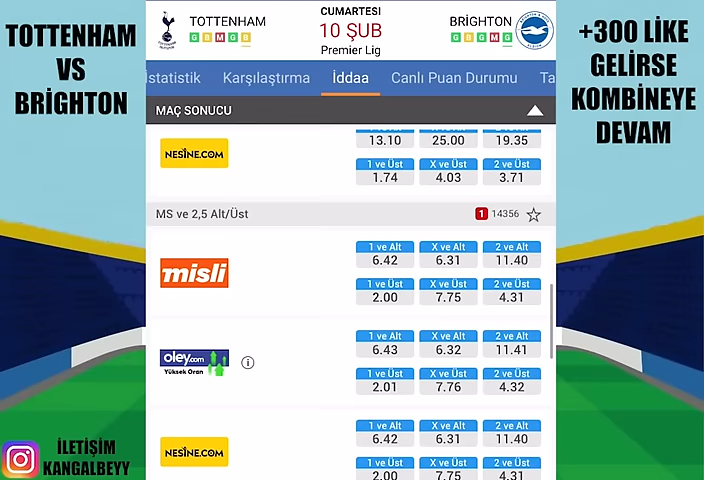 TOTTENHAM
VS
BRİGHTON
TOTTENHAM
G B M G B
CUMARTESİ
10 ŞUB
Premier Lig
BRİGHTON
G B G M G
+300 LİKE
GELİRSE
KOMBİNEYE
DEVAM
istatistik Karşılaştırma İddaa Canlı Puan Durumu Ta
MAÇ SONUCU
NESİNE.COM
13.10 25.00 19.35
1 ve Üst X ve Üst 2 ve Üst
1.74 4.03 3.71
MS ve 2,5 Alt/Üst 1 14356
misli
1 ve Alt X ve Alt 2 ve Alt
6.42 6.31 11.40
1 ve Üst X ve Üst 2 ve Üst
2.00 7.75 4.31
oley.com
Yüksek Oran
1 ve Alt X ve Alt 2 ve Alt
6.43 6.32 11.41
1 ve Üst X ve Üst 2 ve Üst
2.01 7.76 4.32
NESİNE.COM
1 ve Alt X ve Alt 2 ve Alt
6.42 6.31 11.40
1 ve Üst X ve Üst 2 ve Üst
2.00 7.75 4.31
İLETİŞİM
KANGALBEYY